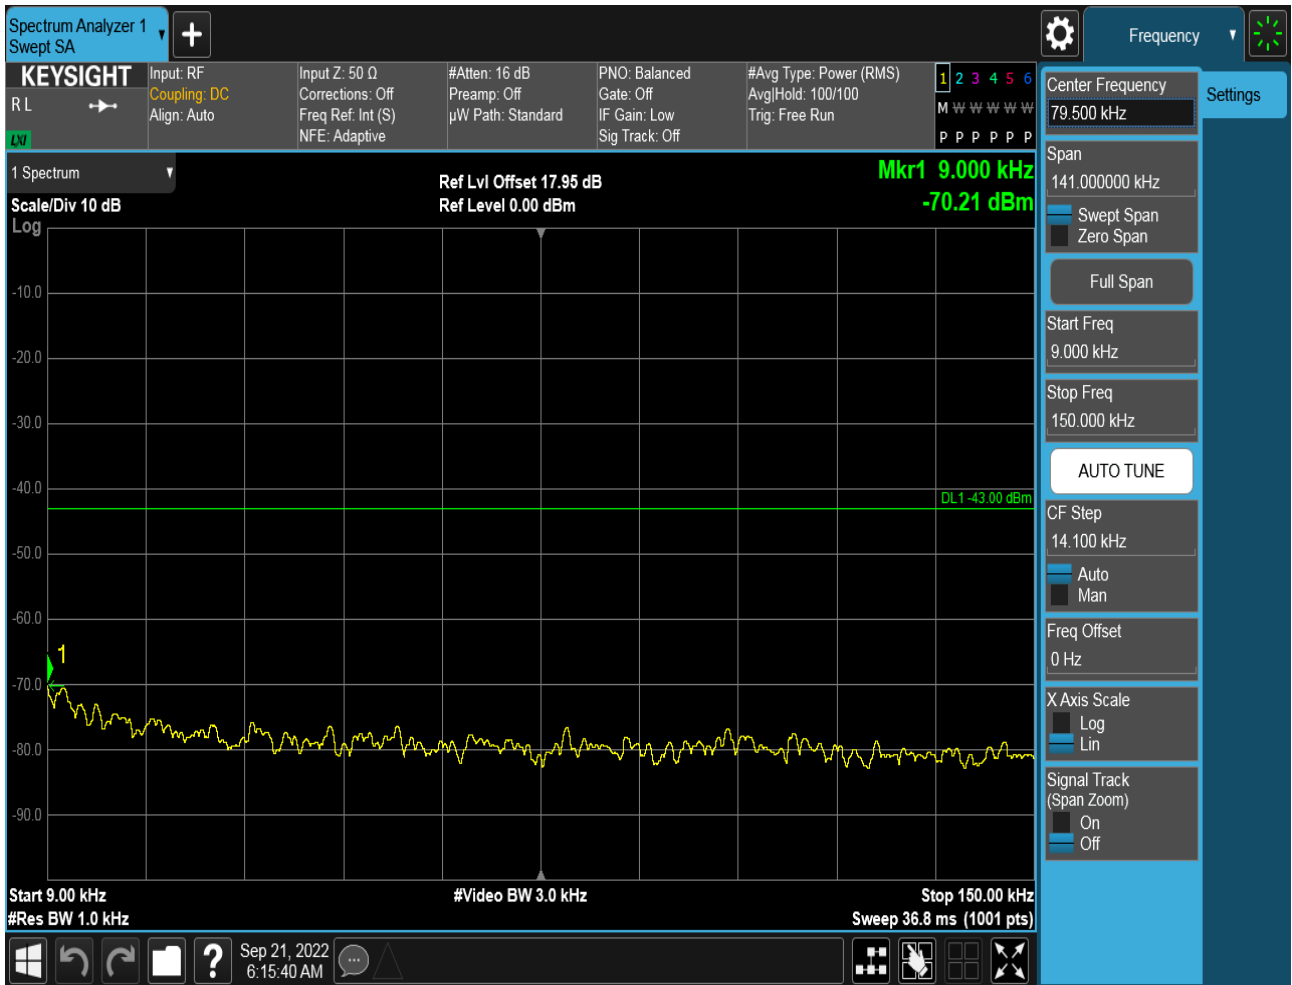 Spectrum Analyzer 1
Swept SA
Frequency
KEYSIGHT
R L
LXI
Input: RF
Coupling: DC
Align: Auto
Input Z: 50 Ω
Corrections: Off
Freq Ref: Int (S)
NFE: Adaptive
#Atten: 16 dB
Preamp: Off
µW Path: Standard
PNO: Balanced
Gate: Off
IF Gain: Low
Sig Track: Off
#Avg Type: Power (RMS)
Avg|Hold: 100/100
Trig: Free Run
1 2 3 4 5 6
M W W W W W
P P P P P P
1 Spectrum
Scale/Div 10 dB
Log
Ref Lvl Offset 17.95 dB
Ref Level 0.00 dBm
Mkr1 9.000 kHz
-70.21 dBm
-10.0
-20.0
-30.0
-40.0
DL1 -43.00 dBm
-50.0
-60.0
1
-70.0
-80.0
-90.0
Start 9.00 kHz
#Res BW 1.0 kHz
#Video BW 3.0 kHz
Stop 150.00 kHz
Sweep 36.8 ms (1001 pts)
?
Sep 21, 2022
6:15:40 AM
Center Frequency
79.500 kHz
Settings
Span
141.000000 kHz
Swept Span
Zero Span
Full Span
Start Freq
9.000 kHz
Stop Freq
150.000 kHz
AUTO TUNE
CF Step
14.100 kHz
Auto
Man
Freq Offset
0 Hz
X Axis Scale
Log
Lin
Signal Track
(Span Zoom)
On
Off